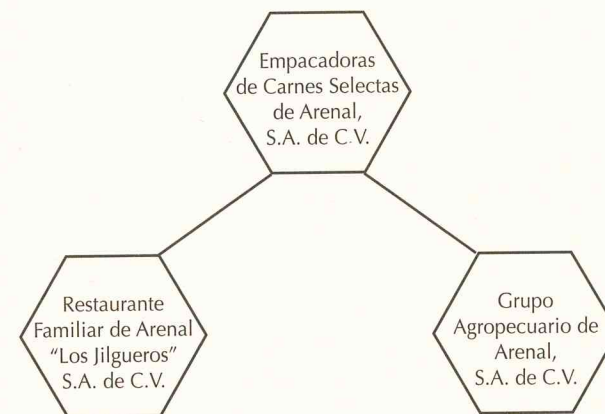 Empacadoras
de Carnes Selectas
de Arenal,
S.A. de C.V.
Restaurante
Familiar de Arenal
“Los Jilgueros”
S.A. de C.V.
Grupo
Agropecuario de
Arenal,
S.A. de C.V.